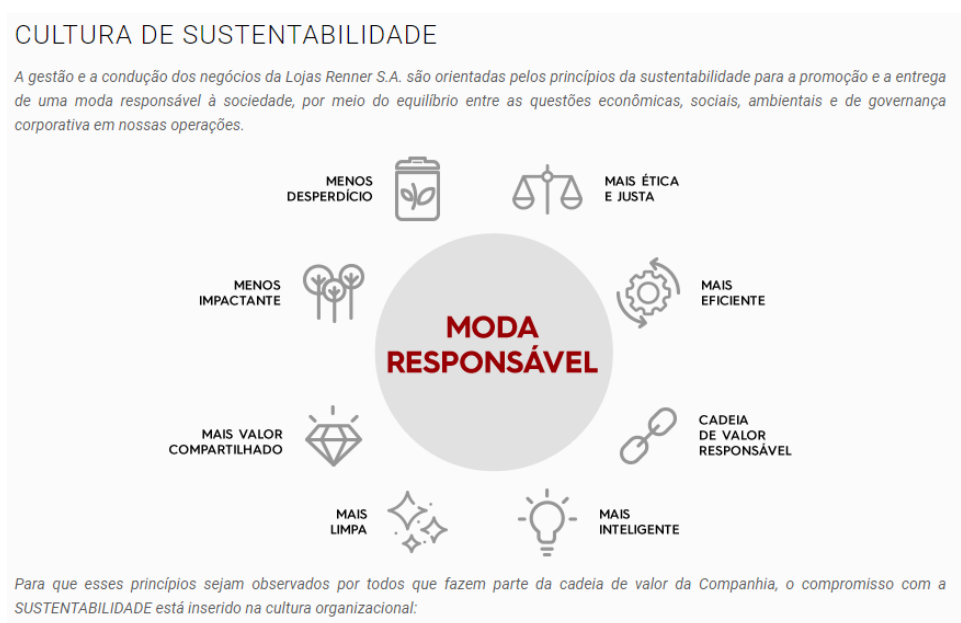 CULTURA DE SUSTENTABILIDADE
A gestão e a condução dos negócios da Lojas Renner S.A. são orientadas pelos princípios da sustentabilidade para a promoção e a entrega
de uma moda responsável à sociedade, por meio do equilíbrio entre as questões econômicas, sociais, ambientais e de governança
corporativa em nossas operações.
MENOS
DESPERDÍCIO
MAIS ÉTICA
E JUSTA
MENOS
IMPACTANTE
MAIS
EFICIENTE
MODA
RESPONSÁVEL
MAIS VALOR
COMPARTILHADO
CADEIA
DE VALOR
RESPONSÁVEL
MAIS
LIMPA
MAIS
INTELIGENTE
Para que esses princípios sejam observados por todos que fazem parte da cadeia de valor da Companhia, o compromisso com a
SUSTENTABILIDADE está inserido na cultura organizacional: